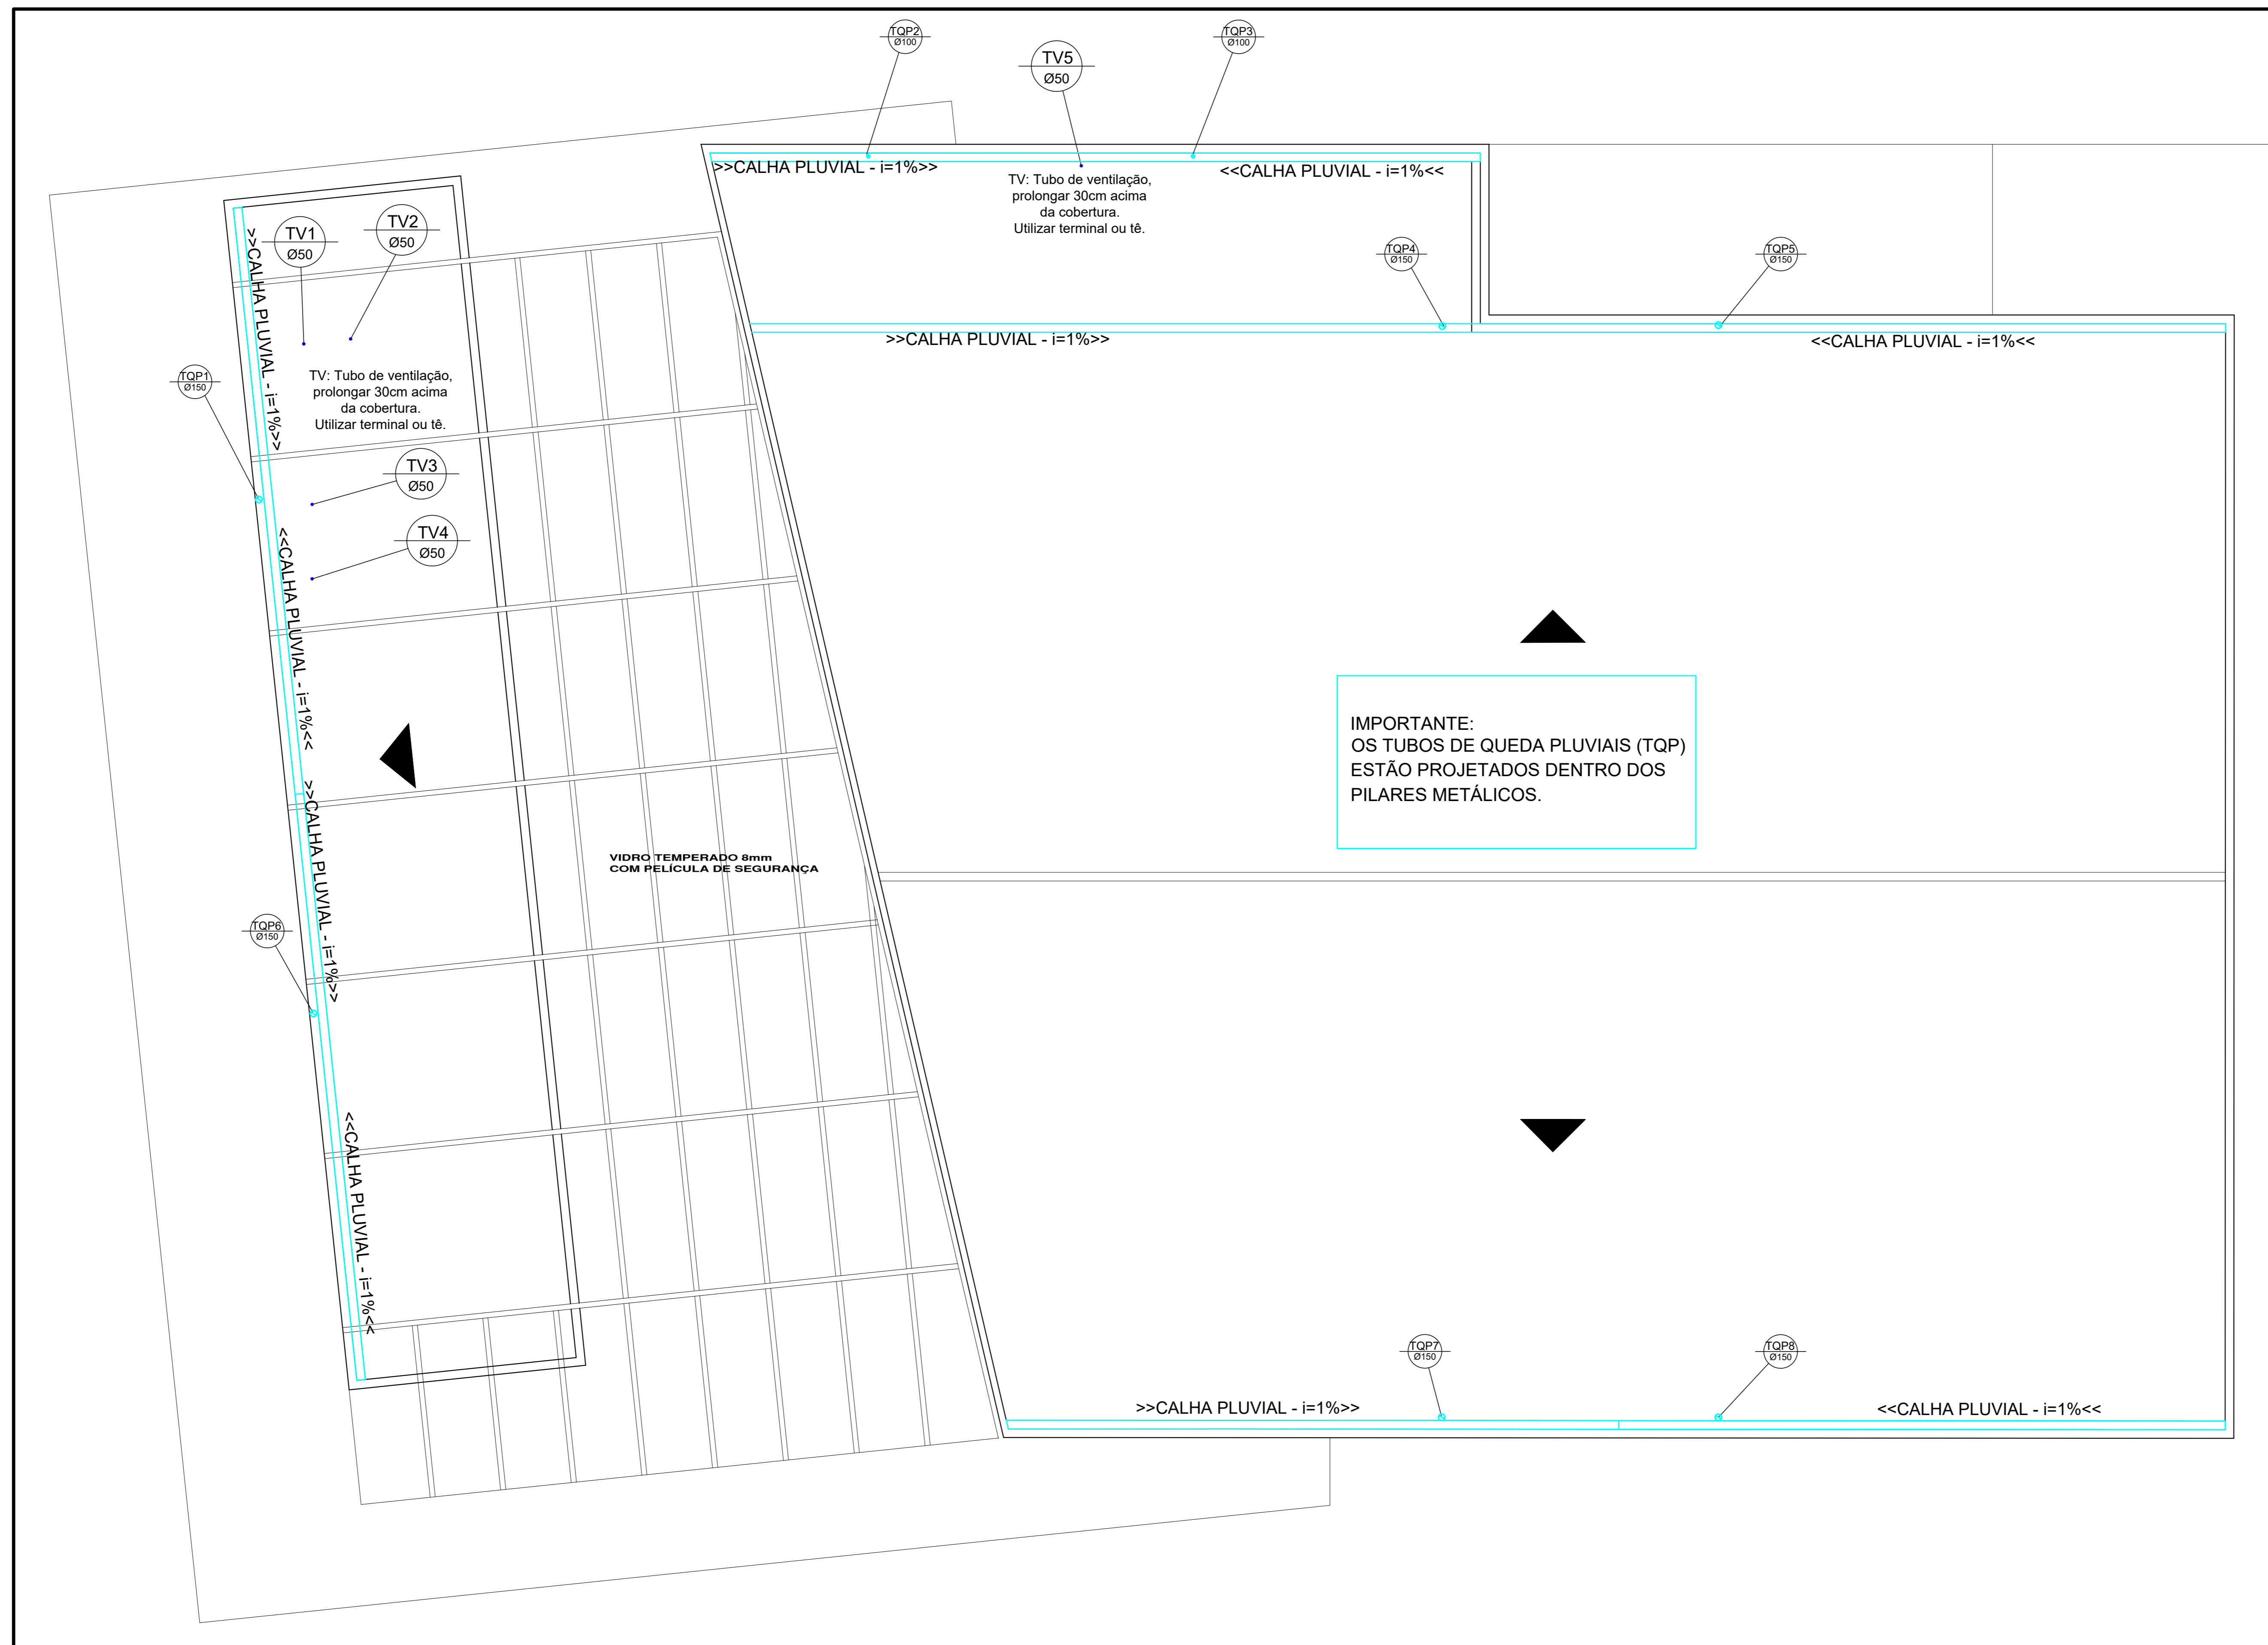 TQP2
Ø100
TV5
Ø50
TQP3
Ø100
>>CALHA PLUVIAL - i=1%>>
<<CALHA PLUVIAL - i=1%<<
TV: Tubo de ventilação,
prolongar 30cm acima
da cobertura.
Utilizar terminal ou tê.
TV1
Ø50
TV2
Ø50
>>CALHA PLUVIAL - i=1%>>
TQP4
Ø150
TQP5
Ø150
>>CALHA PLUVIAL - i=1%>>
<<CALHA PLUVIAL - i=1%<<
TQP1
Ø150
TV: Tubo de ventilação,
prolongar 30cm acima
da cobertura.
Utilizar terminal ou tê.
TV3
Ø50
TV4
Ø50
<<CALHA PLUVIAL - i=1%<<
IMPORTANTE:
OS TUBOS DE QUEDA PLUVIAIS (TQP)
ESTÃO PROJETADOS DENTRO DOS
PILARES METÁLICOS.
>>CALHA PLUVIAL - i=1%>>
VIDRO TEMPERADO 8mm
COM PELÍCULA DE SEGURANÇA
TQP6
Ø150
<<CALHA PLUVIAL - i=1%<<
TQP7
Ø150
TQP8
Ø150
>>CALHA PLUVIAL - i=1%>>
<<CALHA PLUVIAL - i=1%<<